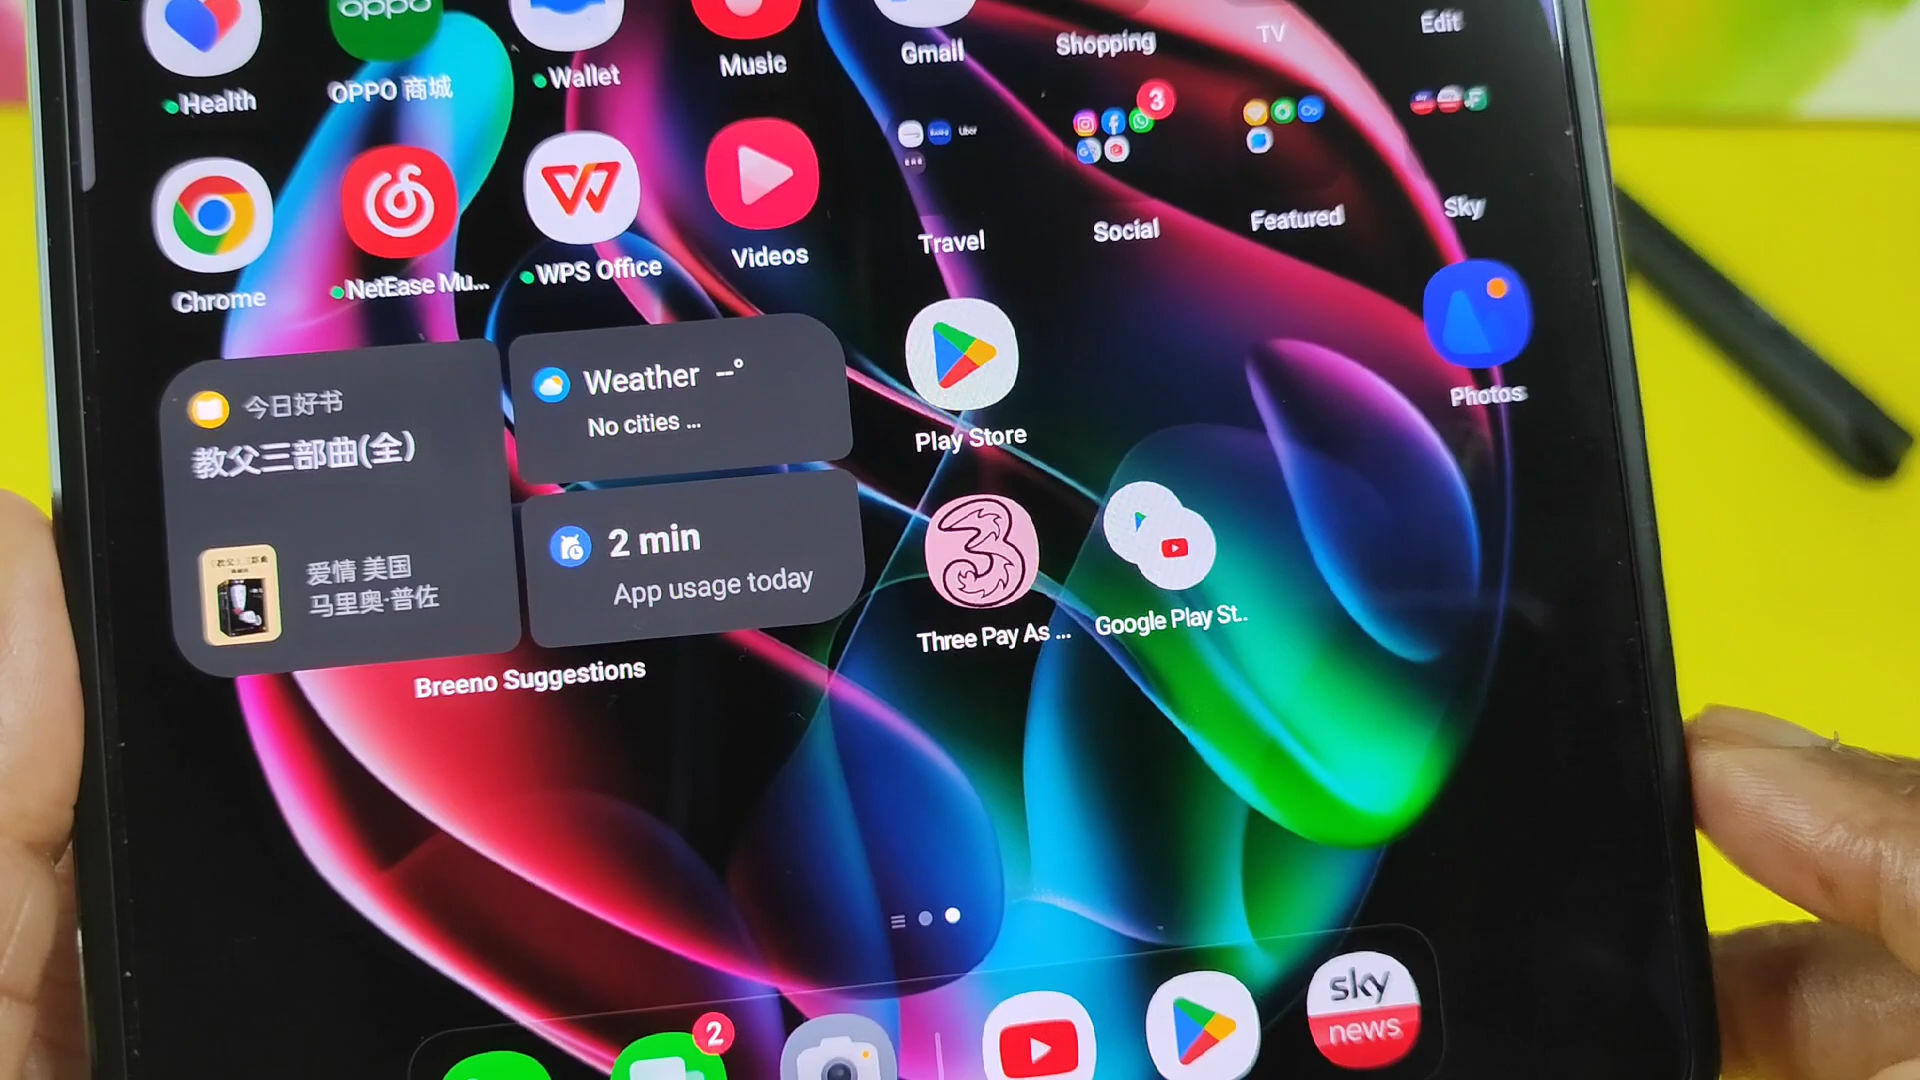 OPPO
Health
OPPO 商城
Wallet
Music
Gmail
Shopping
TV
Edit
3
Uber
Chrome
NetEase Mu...
WPS Office
Videos
Travel
Social
Featured
Sky
今日好书
教父三部曲(全)
爱情 美国
马里奥·普佐
Weather --°
No cities ...
2 min
App usage today
Breeno Suggestions
Play Store
Photos
Three Pay As ...
Google Play St..
2
sky
news